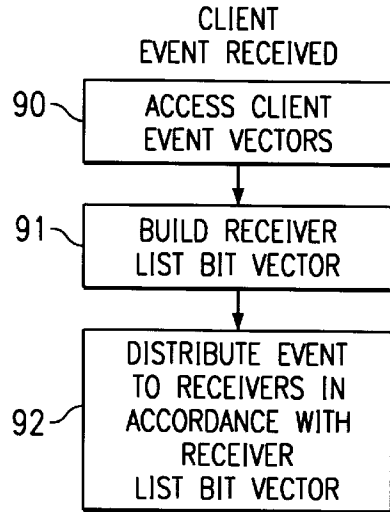 CLIENT
EVENT RECEIVED
90
ACCESS CLIENT
EVENT VECTORS
91
BUILD RECEIVER
LIST BIT VECTOR
92
DISTRIBUTE EVENT
TO RECEIVERS IN
ACCORDANCE WITH
RECEIVER
LIST BIT VECTOR